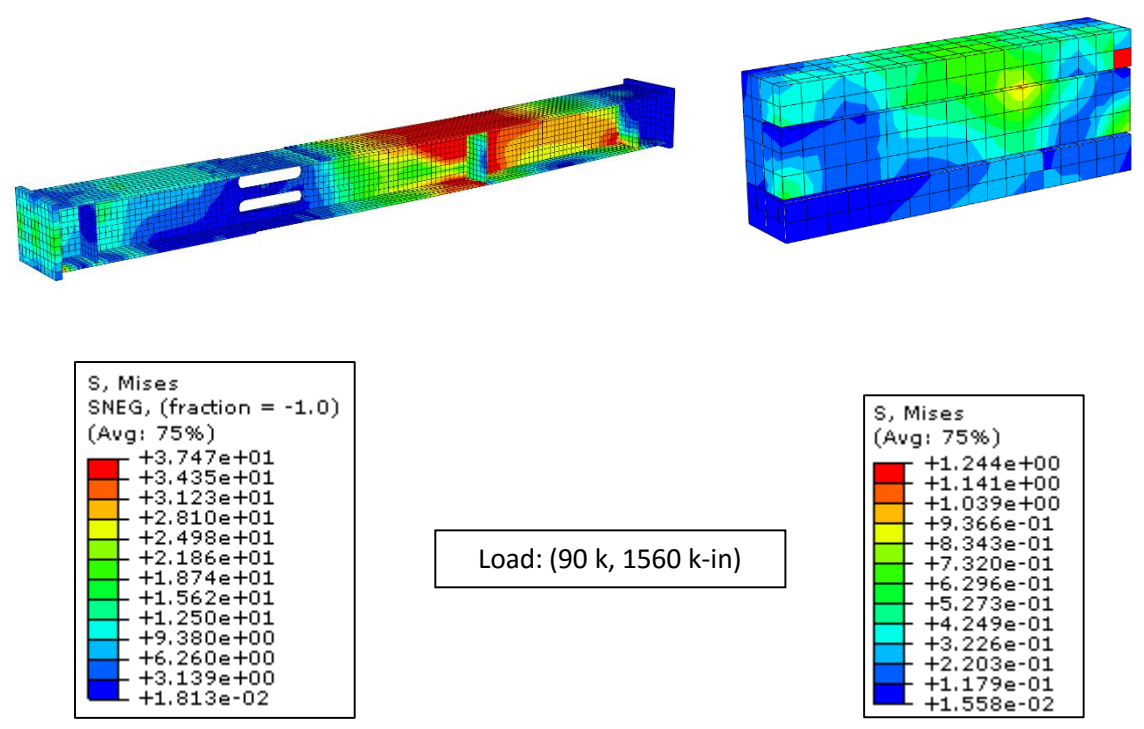 S, Mises
SNEG, (fraction = -1.0)
(Avg: 75%)
+3.747e+01
+3.435e+01
+3.123e+01
+2.810e+01
+2.498e+01
+2.186e+01
+1.874e+01
+1.562e+01
+1.250e+01
+9.380e+00
+6.260e+00
+3.139e+00
+1.813e-02
Load: (90 k, 1560 k-in)
S, Mises
(Avg: 75%)
+1.244e+00
+1.141e+00
+1.039e+00
+9.366e-01
+8.343e-01
+7.320e-01
+6.296e-01
+5.273e-01
+4.249e-01
+3.226e-01
+2.203e-01
+1.179e-01
+1.558e-02